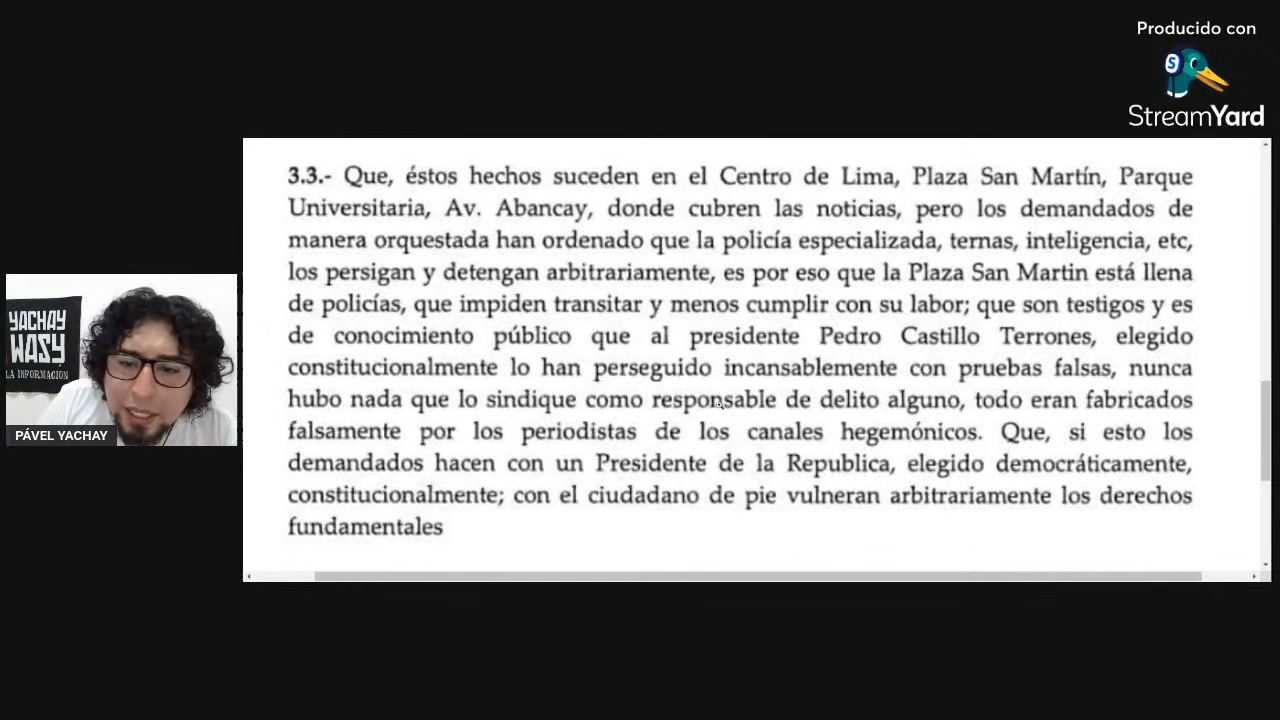 Producido con
S
StreamYard
3.3.- Que, éstos hechos suceden en el Centro de Lima, Plaza San Martín, Parque
Universitaria, Av. Abancay, donde cubren las noticias, pero los demandados de
manera orquestada han ordenado que la policía especializada, ternas, inteligencia, etc,
los persigan y detengan arbitrariamente, es por eso que la Plaza San Martin está llena
de policías, que impiden transitar y menos cumplir con su labor; que son testigos y es
de conocimiento público que al presidente Pedro Castillo Terrones, elegido
constitucionalmente lo han perseguido incansablemente con pruebas falsas, nunca
hubo nada que lo sindique como responsable de delito alguno, todo eran fabricados
falsamente por los periodistas de los canales hegemónicos. Que, si esto los
demandados hacen con un Presidente de la Republica, elegido democráticamente,
constitucionalmente; con el ciudadano de pie vulneran arbitrariamente los derechos
fundamentales
YACHAY
WASY
LA INFORMACIÓN
PÁVEL YACHAY